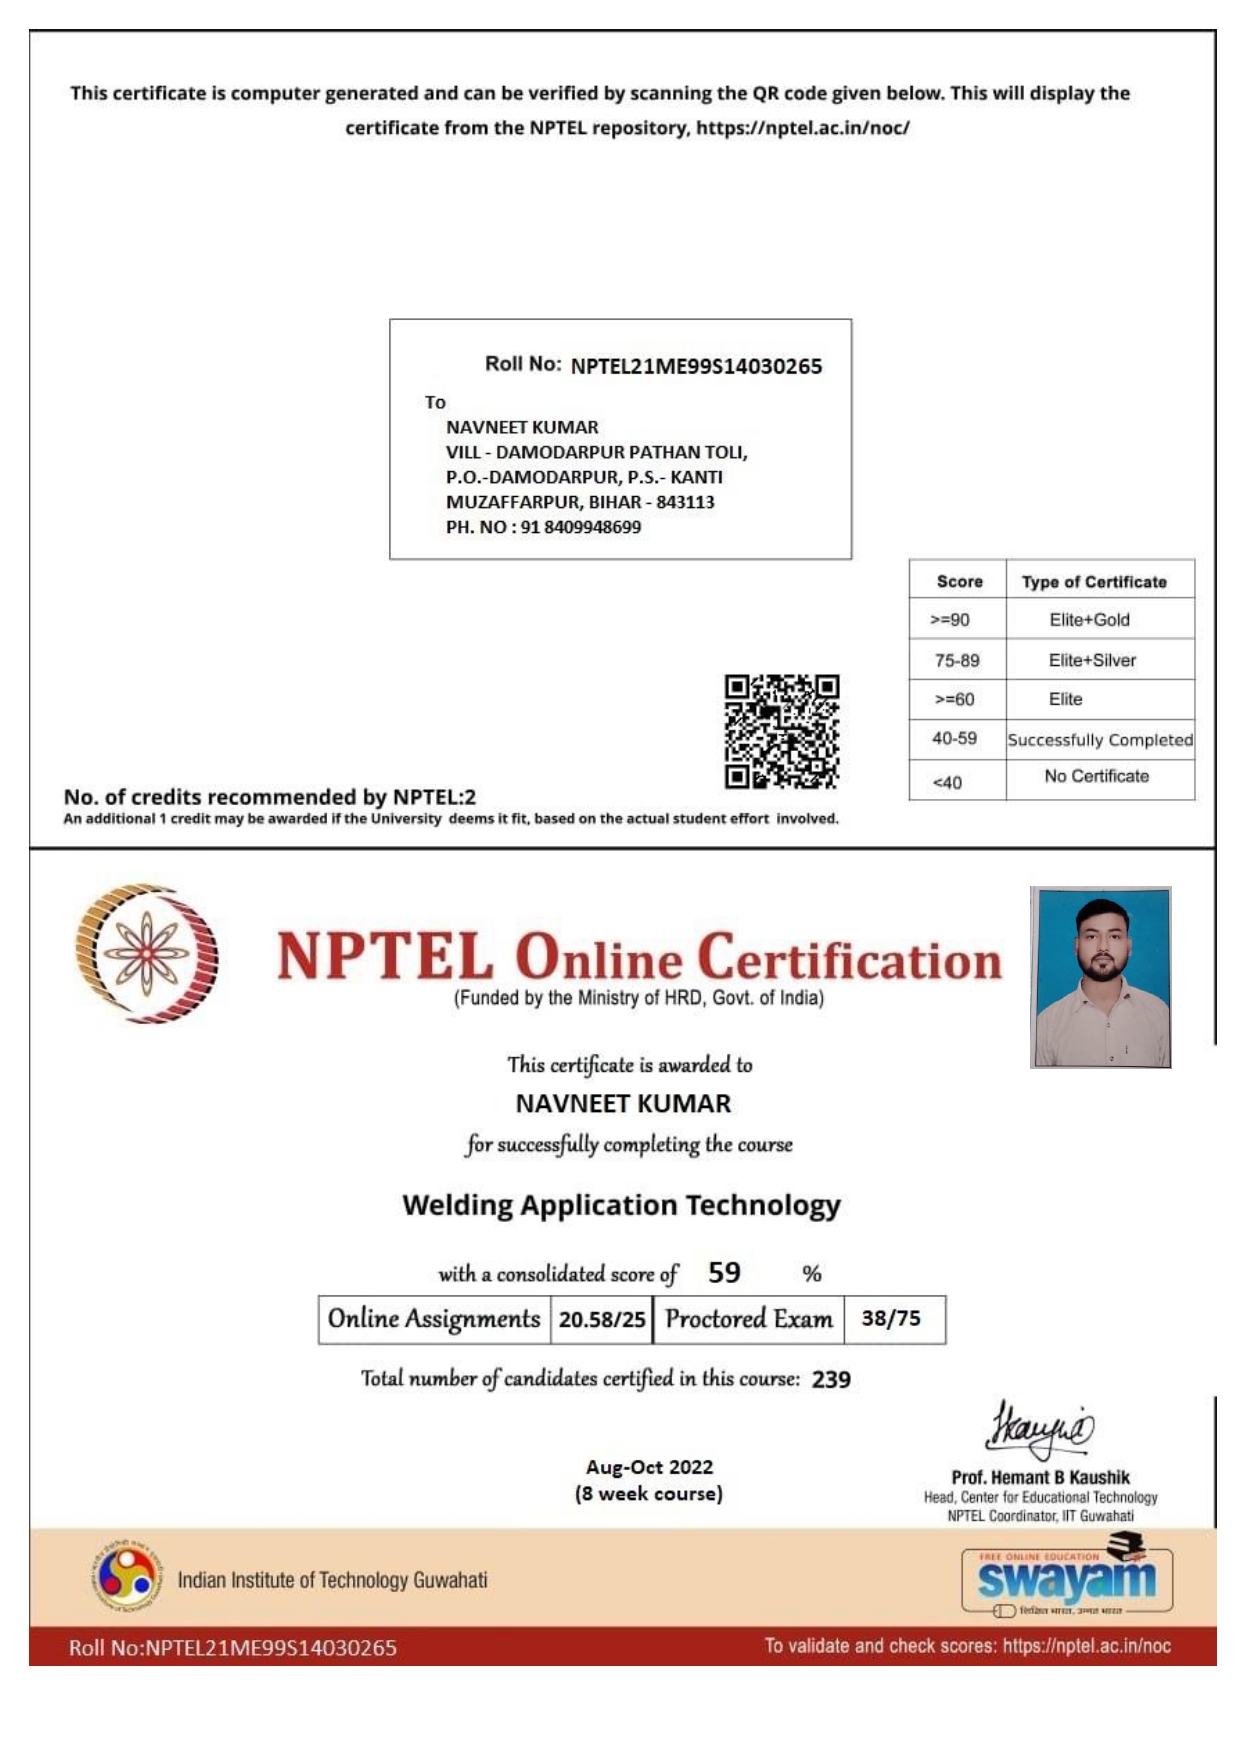 This certificate is computer generated and can be verified by scanning the QR code given below. This will display the
certificate from the NPTEL repository, https://nptel.ac.in/noc/
Roll No: NPTEL21ME99S14030265
To
NAVNEET KUMAR
VILL - DAMODARPUR PATHAN TOLI,
P.O.-DAMODARPUR, P.S.- KANTI
MUZAFFARPUR, BIHAR - 843113
PH. NO : 91 8409948699
Score Type of Certificate
>=90 Elite+Gold
75-89 Elite+Silver
>=60 Elite
40-59 Successfully Completed
<40 No Certificate
No. of credits recommended by NPTEL:2
An additional 1 credit may be awarded if the University deems it fit, based on the actual student effort involved.
NPTEL Online Certification
(Funded by the Ministry of HRD, Govt. of India)
This certificate is awarded to
NAVNEET KUMAR
for successfully completing the course
Welding Application Technology
with a consolidated score of 59 %
Online Assignments 20.58/25 Proctored Exam 38/75
Total number of candidates certified in this course: 239
Aug-Oct 2022
(8 week course)
Prof. Hemant B Kaushik
Head, Center for Educational Technology
NPTEL Coordinator, IIT Guwahati
Indian Institute of Technology Guwahati
FREE ONLINE EDUCATION
swayam
शिक्षित भारत, उन्नत भारत
Roll No:NPTEL21ME99S14030265
To validate and check scores: https://nptel.ac.in/noc